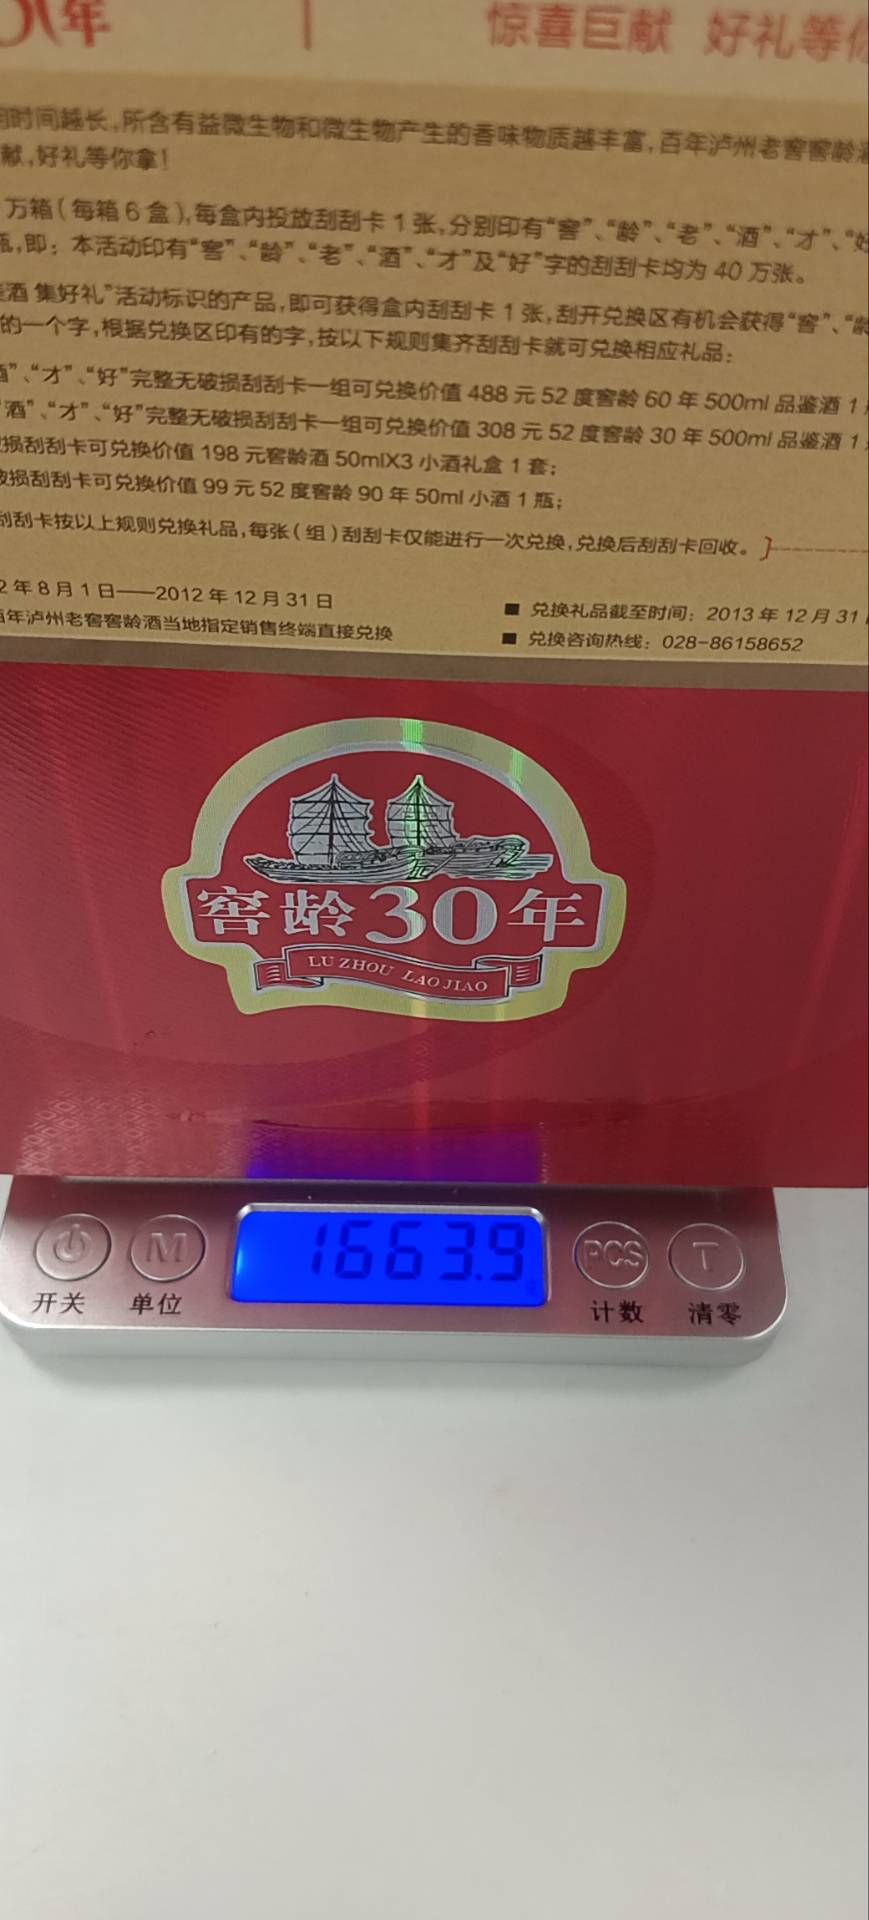 年
惊喜巨献 好礼等你
时间越长,所含有益微生物和微生物产生的香味物质越丰富,百年泸州老窖窖龄酒
献,好礼等你拿!
万箱(每箱6盒),每盒内投放刮刮卡1张,分别印有“窖”、“龄”、“老”、“酒”、“才”、“好
瓶,即:本活动印有“窖”、“龄”、“老”、“酒”、“才”及“好”字的刮刮卡均为40万张。
酒 集好礼”活动标识的产品,即可获得盒内刮刮卡1张,刮开兑换区有机会获得“窖”、“龄
的一个字,根据兑换区印有的字,按以下规则集齐刮刮卡就可兑换相应礼品:
酒”、“才”、“好”完整无破损刮刮卡一组可兑换价值488元52度窖龄60年500ml品鉴酒1
“酒”、“才”、“好”完整无破损刮刮卡一组可兑换价值308元52度窖龄30年500ml品鉴酒1
损刮刮卡可兑换价值198元窖龄酒50mlX3小酒礼盒1套;
破损刮刮卡可兑换价值99元52度窖龄90年50ml小酒1瓶;
刮刮卡按以上规则兑换礼品,每张(组)刮刮卡仅能进行一次兑换,兑换后刮刮卡回收。
2年8月1日——2012年12月31日
■ 兑换礼品截至时间:2013年12月31
百年泸州老窖窖龄酒当地指定销售终端直接兑换
■ 兑换咨询热线:028-86158652
窖龄30年
LU ZHOU LAO JIAO
1663.9
M
PCS
T
开关
单位
计数
清零